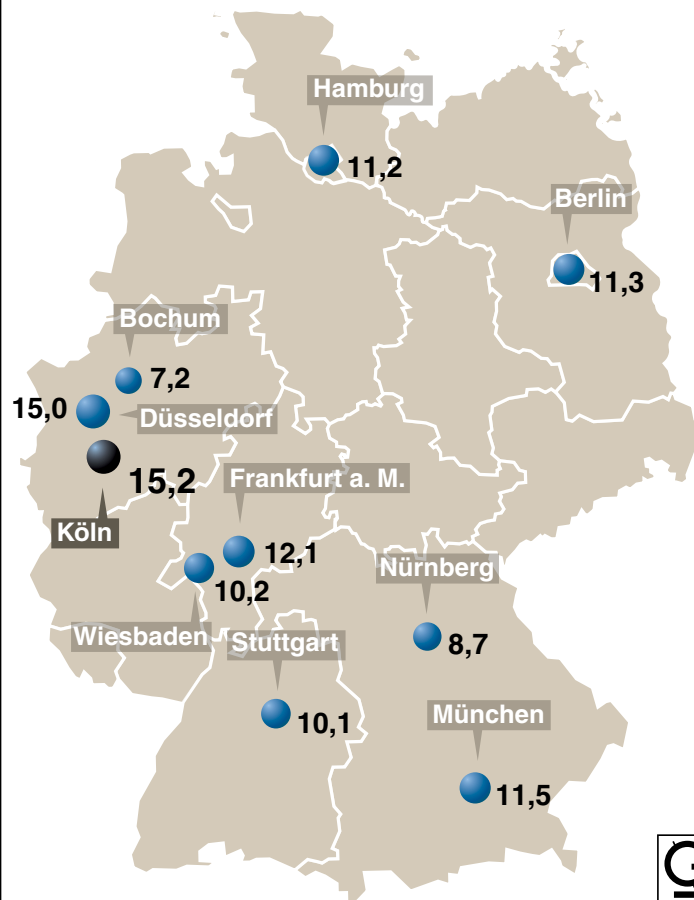 Hamburg
11,2
Berlin
11,3
Bochum
7,2
15,0
Düsseldorf
15,2
Köln
Frankfurt a. M.
12,1
10,2
Wiesbaden
Nürnberg
8,7
Stuttgart
10,1
München
11,5
G